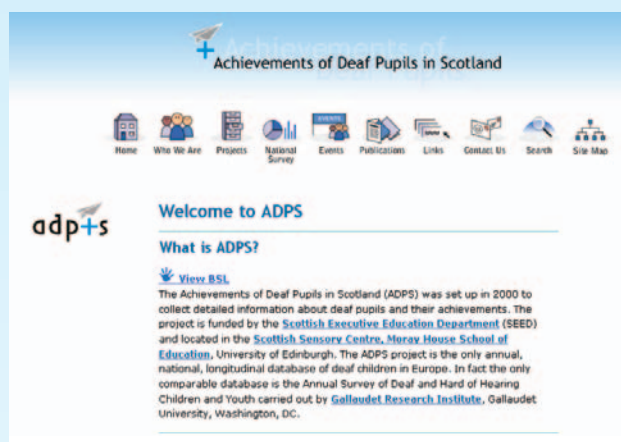 Achievements of Deaf Pupils in Scotland
Home Who We Are Projects National Survey Events Publications Links Contact Us Search Site Map
adp+s
Welcome to ADPS
What is ADPS?
View BSL
The Achievements of Deaf Pupils in Scotland (ADPS) was set up in 2000 to
collect detailed information about deaf pupils and their achievements. The
project is funded by the Scottish Executive Education Department (SEED)
and located in the Scottish Sensory Centre, Moray House School of
Education, University of Edinburgh. The ADPS project is the only annual,
national, longitudinal database of deaf children in Europe. In fact the only
comparable database is the Annual Survey of Deaf and Hard of Hearing
Children and Youth carried out by Gallaudet Research Institute, Gallaudet
University, Washington, DC.